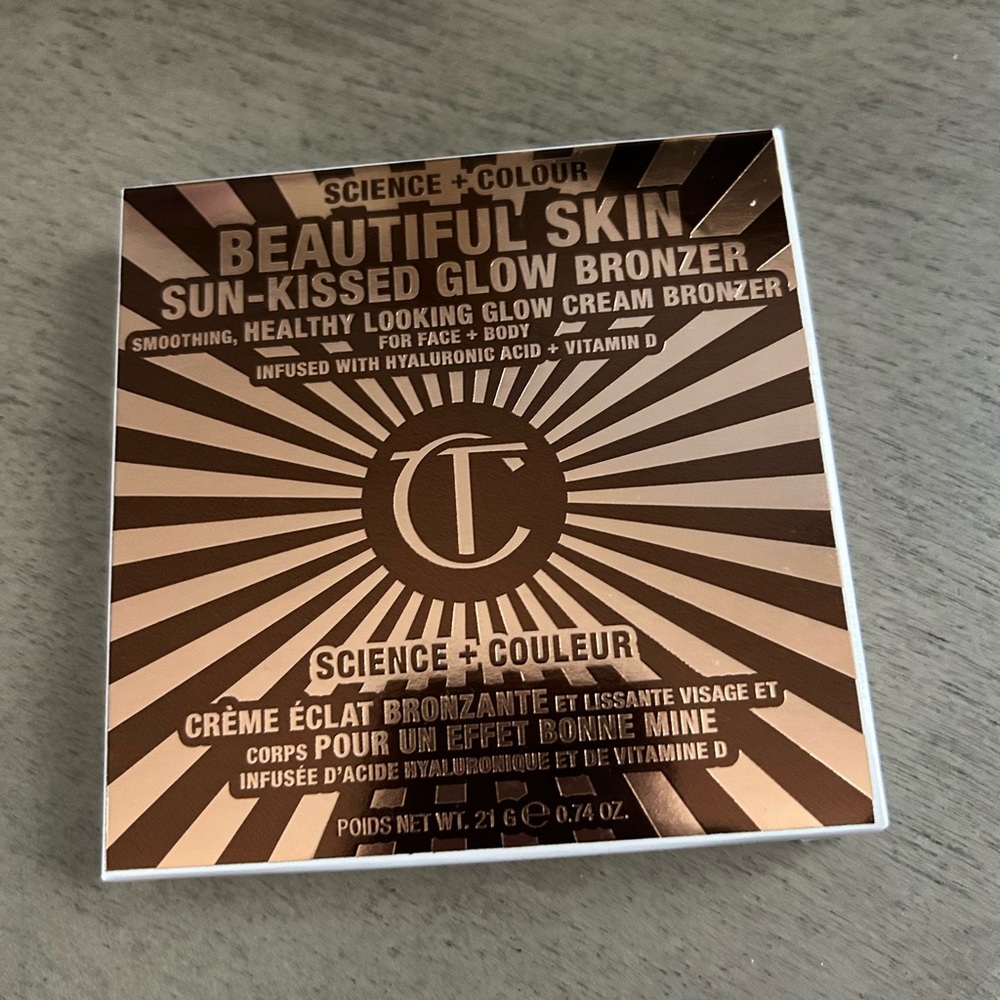 SCIENCE + COLOUR
BEAUTIFUL SKIN
SUN-KISSED GLOW BRONZER
SMOOTHING, HEALTHY LOOKING GLOW CREAM BRONZER
FOR FACE + BODY
INFUSED WITH HYALURONIC ACID + VITAMIN D
CT
SCIENCE + COULEUR
CRÈME ÉCLAT BRONZANTE ET LISSANTE VISAGE ET
CORPS POUR UN EFFET BONNE MINE
INFUSÉE D'ACIDE HYALURONIQUE ET DE VITAMINE D
POIDS NET WT. 21 G ℮ 0.74 OZ.